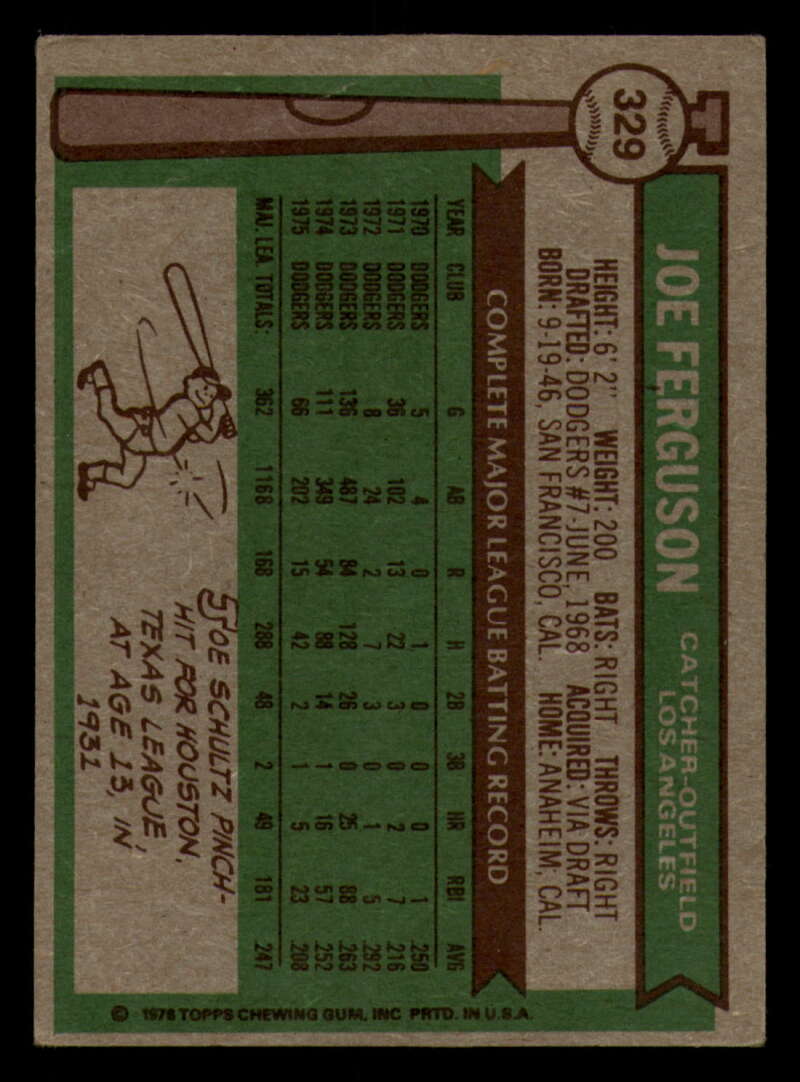 329
JOE FERGUSON
CATCHER-OUTFIELD
LOS ANGELES
HEIGHT: 6' 2" WEIGHT: 200 BATS: RIGHT THROWS: RIGHT
DRAFTED: DODGERS #7-JUNE, 1968 ACQUIRED: VIA DRAFT
BORN: 9-19-46, SAN FRANCISCO, CAL. HOME: ANAHEIM, CAL.
COMPLETE MAJOR LEAGUE BATTING RECORD
YEAR CLUB G AB R H 2B 3B HR RBI AVG
1970 DODGERS 5 4 0 1 0 0 0 1 .250
1971 DODGERS 36 102 13 22 3 0 2 7 .216
1972 DODGERS 8 24 2 7 3 0 1 5 .292
1973 DODGERS 136 487 84 128 26 0 25 88 .263
1974 DODGERS 111 349 54 88 14 1 16 57 .252
1975 DODGERS 66 202 15 42 2 1 5 23 .208
MAJ. LEA. TOTALS: 362 1168 168 288 48 2 49 181 .247
JOE SCHULTZ PINCH-
HIT FOR HOUSTON,
TEXAS LEAGUE,
AT AGE 13, IN
1931
© 1976 TOPPS CHEWING GUM, INC PRTD. IN U.S.A.